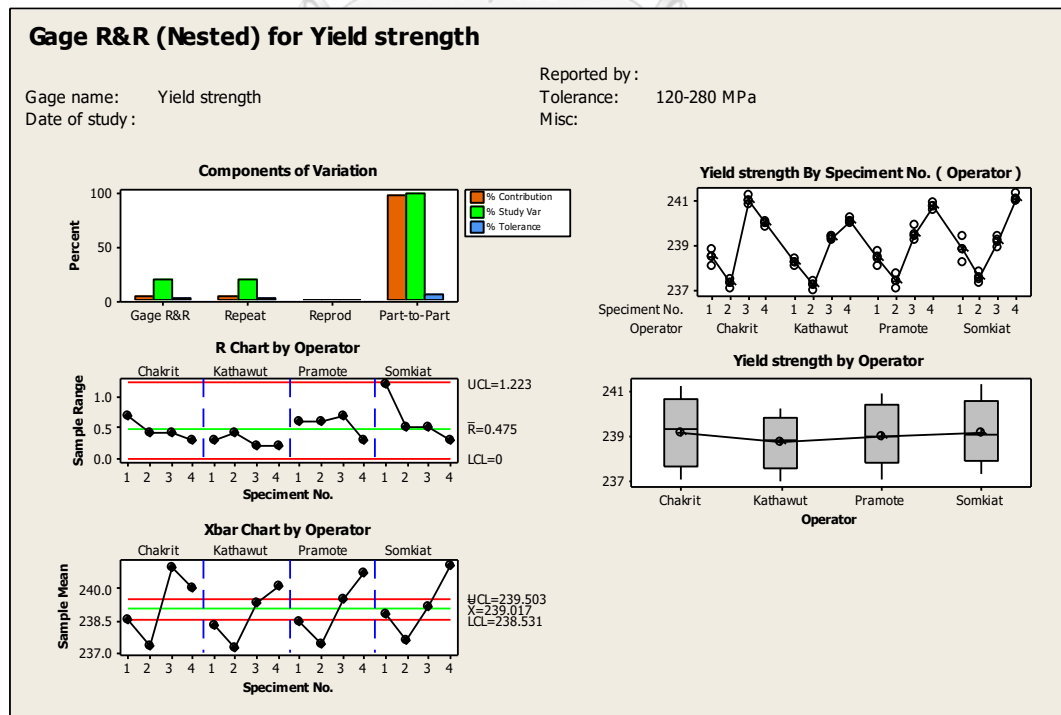 Gage R&R (Nested) for Yield strength
Reported by :
Gage name: Yield strength
Tolerance: 120-280 MPa
Date of study :
Misc:
Components of Variation
100
50
0
Percent
Gage R&R Repeat Reprod Part-to-Part
% Contribution
% Study Var
% Tolerance
Yield strength By Speciment No. ( Operator )
241
239
237
Speciment No. 1 2 3 4 1 2 3 4 1 2 3 4 1 2 3 4
Operator Chakrit Kathawut Pramote Somkiat
R Chart by Operator
Chakrit Kathawut Pramote Somkiat
1.0
0.5
0.0
Sample Range
UCL=1.223
R=0.475
LCL=0
1 2 3 4 1 2 3 4 1 2 3 4 1 2 3 4
Speciment No.
Yield strength by Operator
241
239
237
Chakrit Kathawut Pramote Somkiat
Operator
Xbar Chart by Operator
Chakrit Kathawut Pramote Somkiat
240.0
238.5
237.0
Sample Mean
UCL=239.503
X=239.017
LCL=238.531
1 2 3 4 1 2 3 4 1 2 3 4 1 2 3 4
Speciment No.